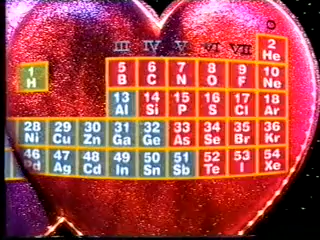 0
III IV V VI VII 2
He
1 5 6 7 8 9 10
H B C N O F Ne
13 14 15 16 17 18
Al Si P S Cl Ar
28 29 30 31 32 33 34 35 36
Ni Cu Zn Ga Ge As Se Br Kr
46 47 48 49 50 51 52 53 54
Pd Ag Cd In Sn Sb Te I Xe